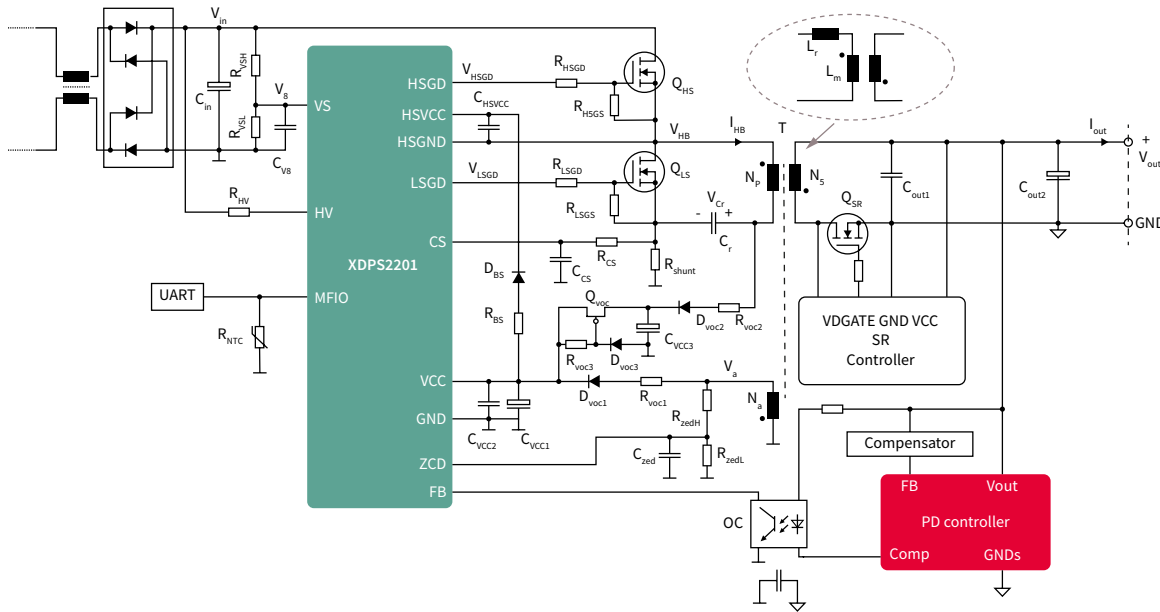 V_in
L_r
L_m
R_VSH
C_in
V_8
R_VSL
C_V8
VS
HSGD
HSVCC
HSGND
LSGD
HV
CS
XDPS2201
MFIO
VCC
GND
ZCD
FB
V_HSGD
R_HSGD
Q_HS
C_HSVCC
R_HSGS
V_HB
I_HB
T
V_LSGD
R_LSGD
Q_LS
R_LSGS
V_Cr
- +
C_r
N_P
N_S
I_out
+
V_out
C_out1
C_out2
Q_SR
GND
R_HV
R_CS
C_CS
R_shunt
D_BS
R_BS
Q_voc
D_voc2
R_voc2
C_VCC3
R_voc3
D_voc3
VDGATE GND VCC
SR
Controller
UART
R_NTC
D_voc1
R_voc1
V_a
N_a
R_zedH
C_VCC2
C_VCC1
C_zed
R_zedL
Compensator
FB
Vout
PD controller
Comp
GNDs
OC